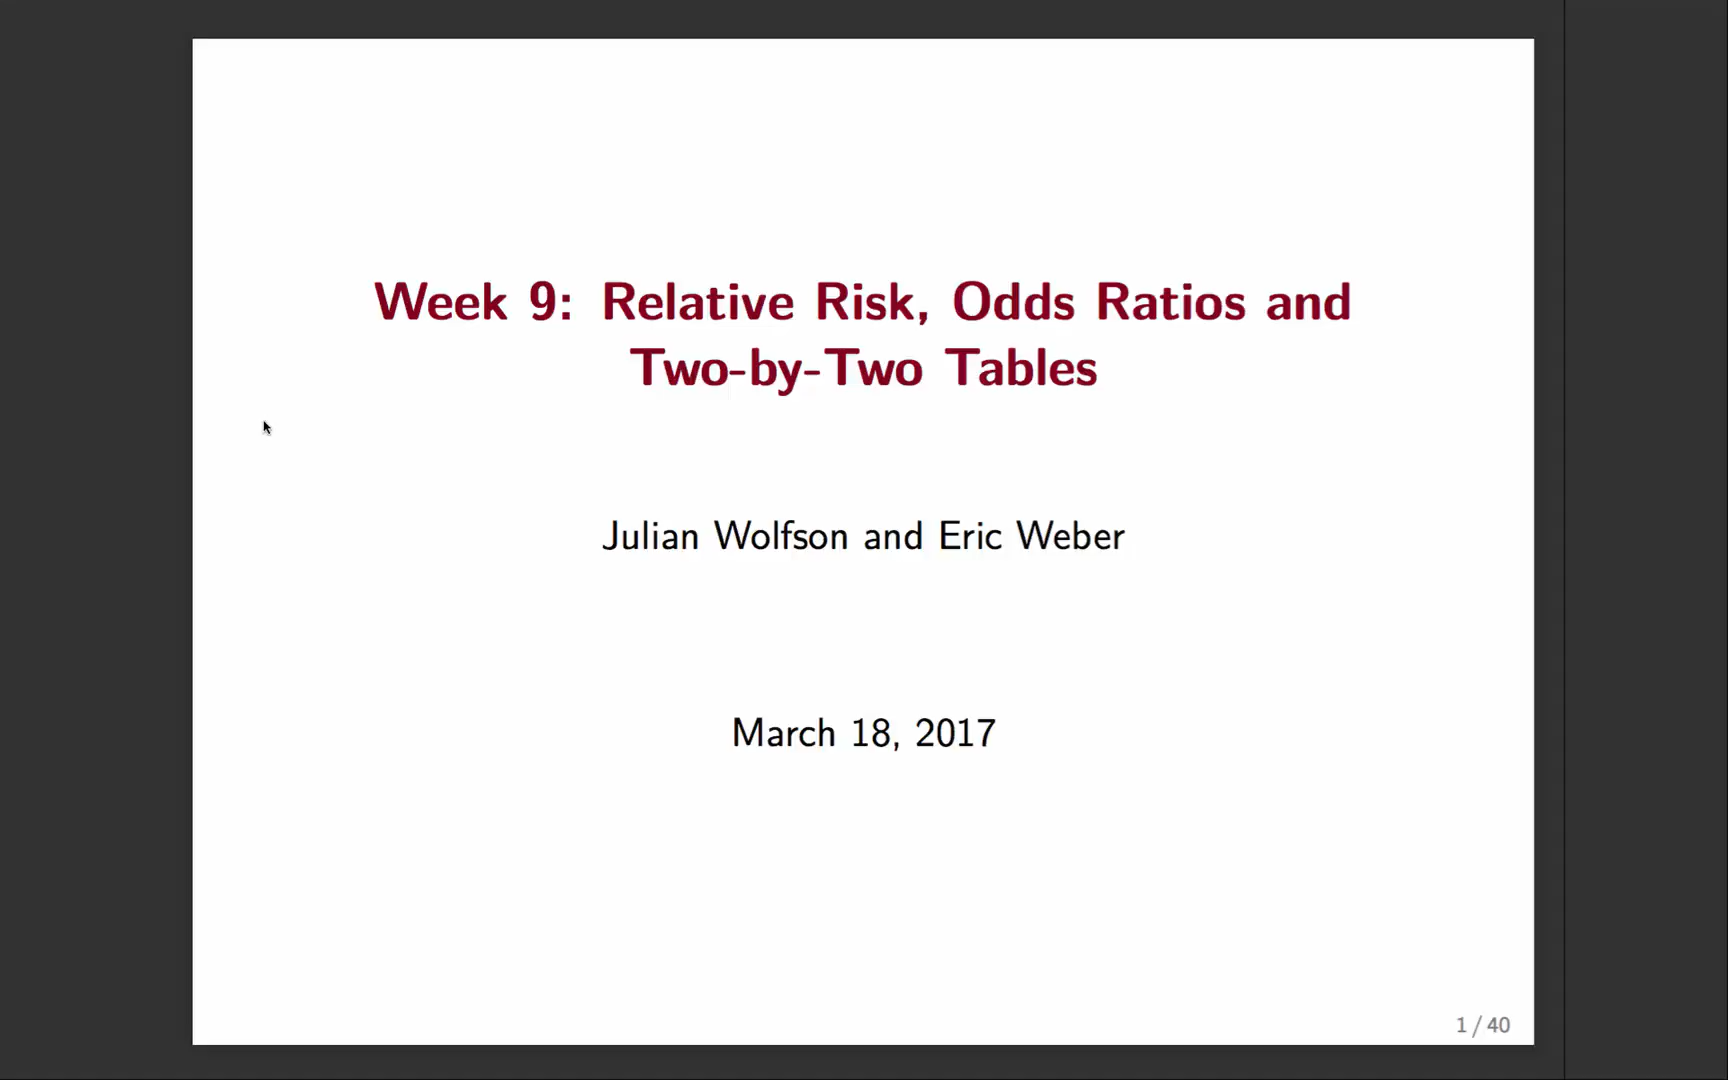 Week 9: Relative Risk, Odds Ratios and
Two-by-Two Tables
Julian Wolfson and Eric Weber
March 18, 2017
1 / 40